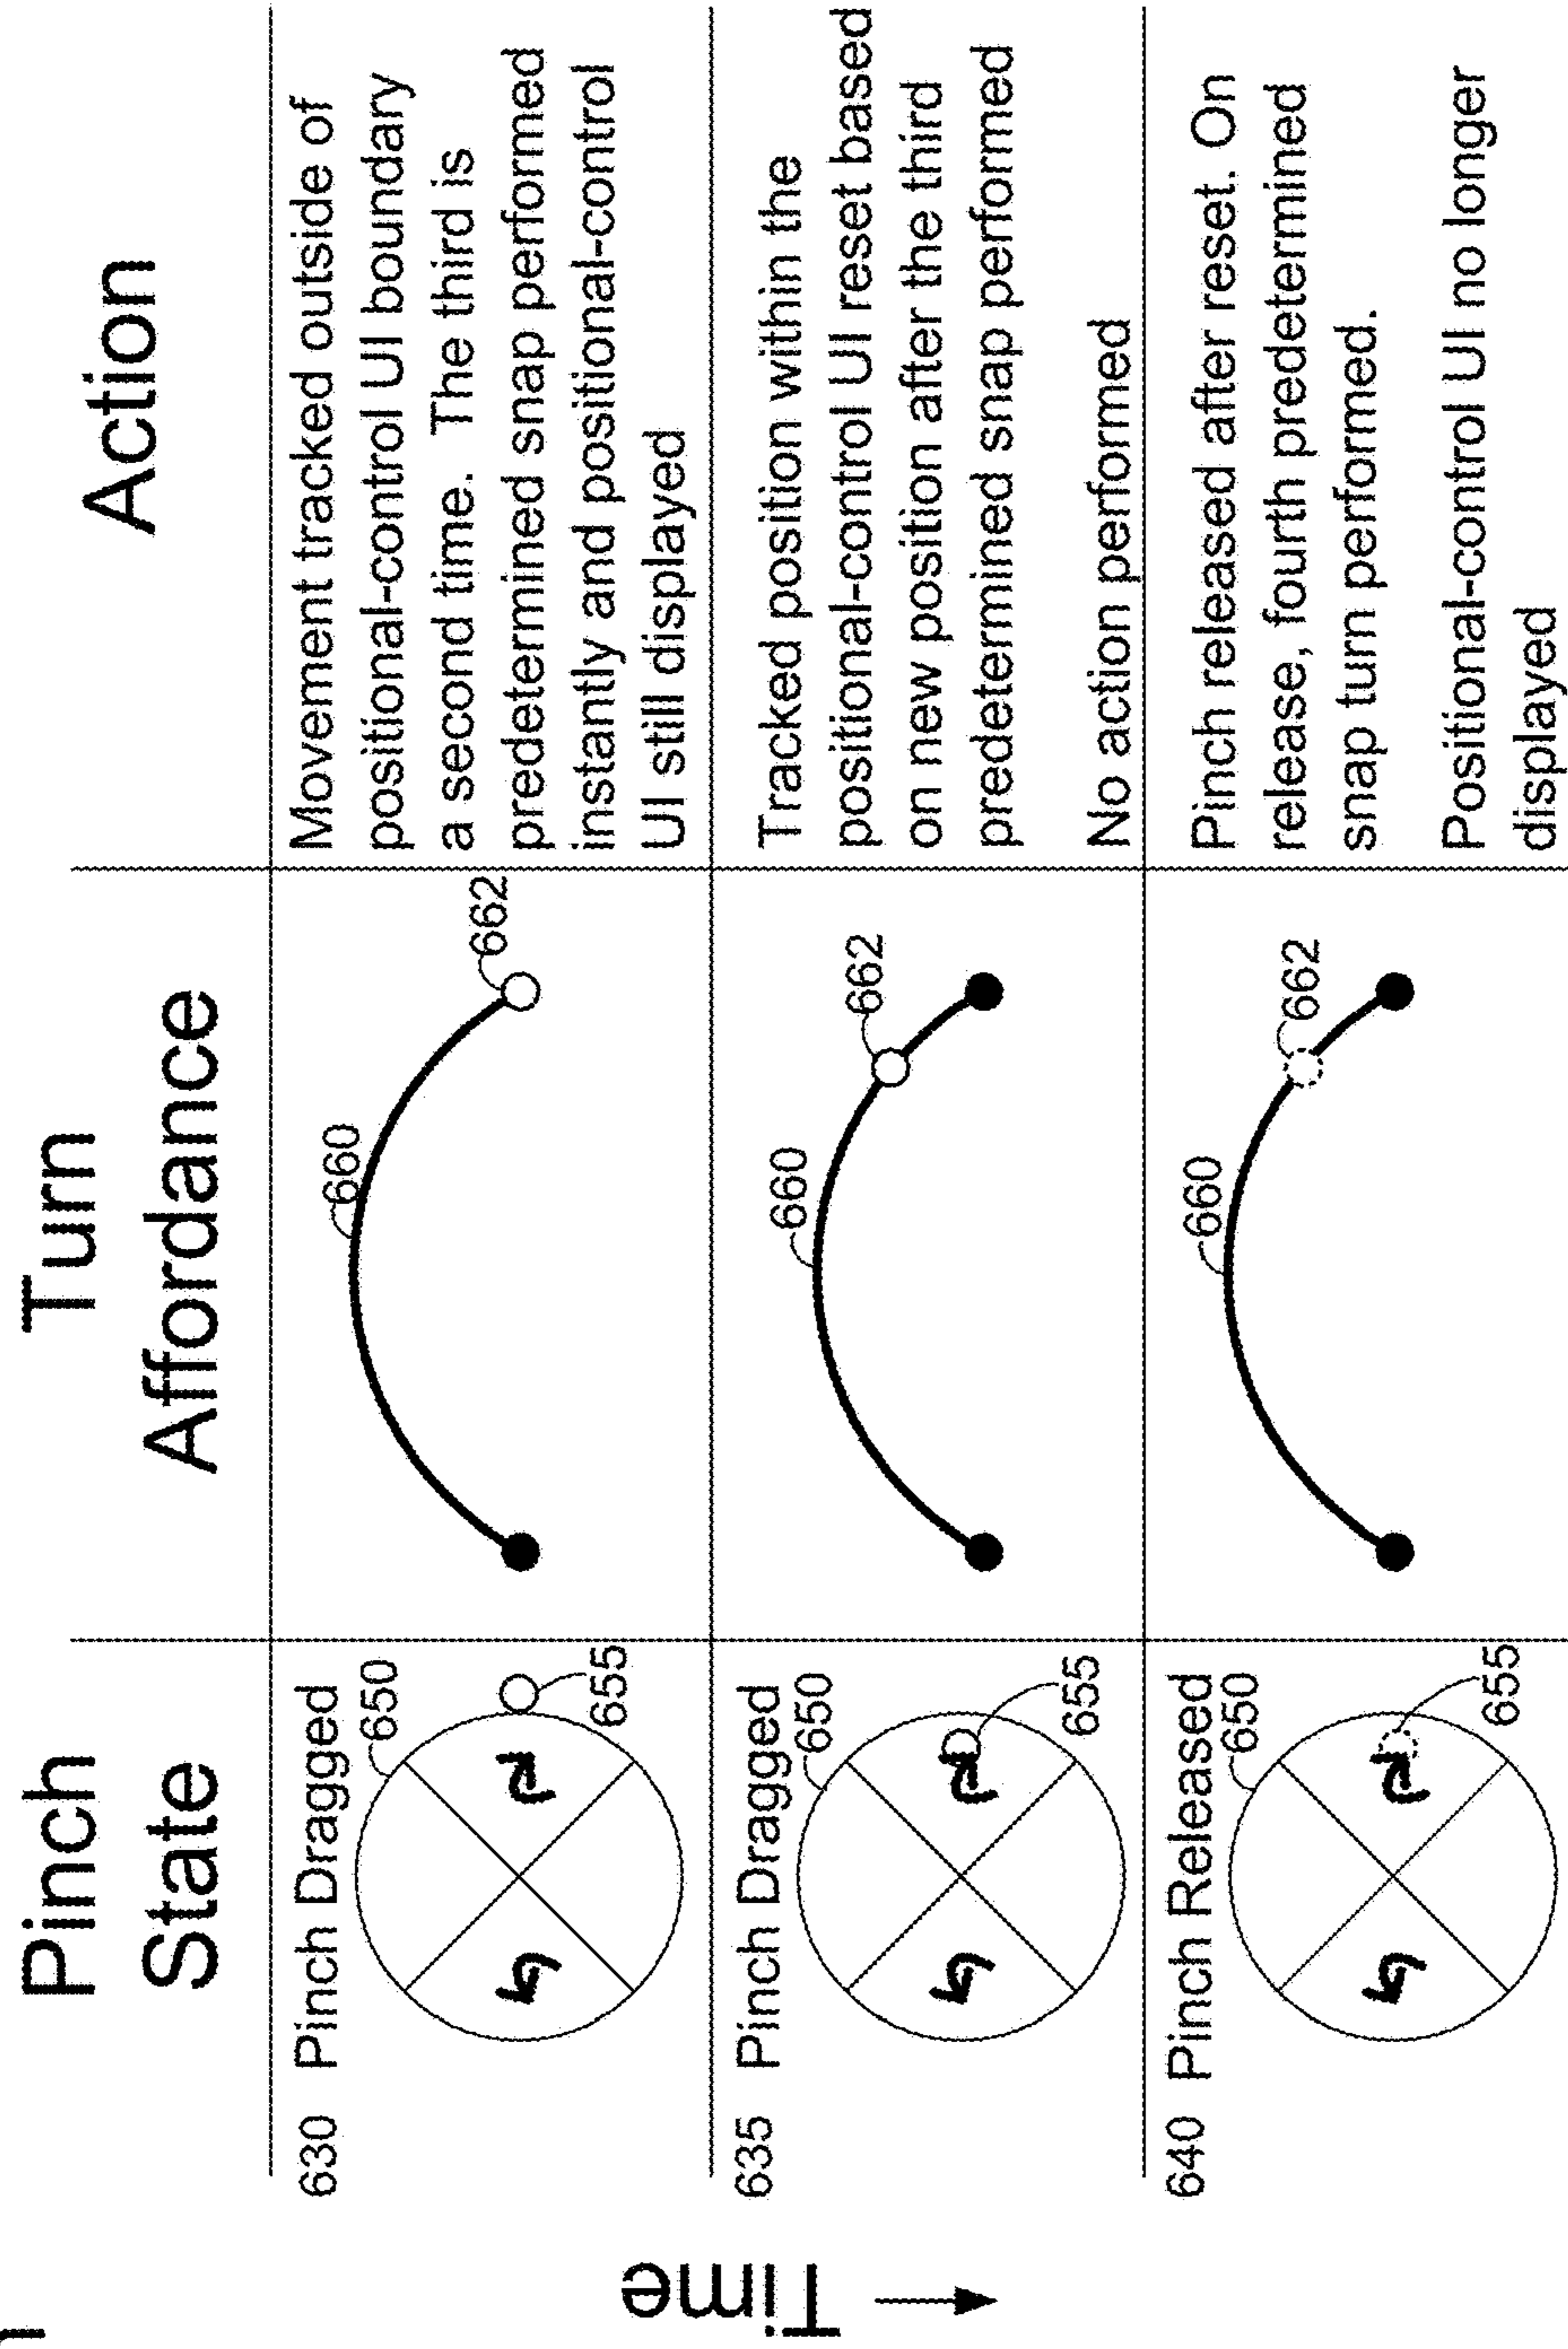 Pinch
State
Turn
Affordance
Action
Time
630 Pinch Dragged
650
655
660
662
Movement tracked outside of
positional-control UI boundary
a second time. The third is
predetermined snap performed
instantly and positional-control
UI still displayed
635 Pinch Dragged
650
655
660
662
Tracked position within the
positional-control UI reset based
on new position after the third
predetermined snap performed
No action performed
640 Pinch Released
650
655
660
662
Pinch released after reset. On
release, fourth predetermined
snap turn performed.
Positional-control UI no longer
displayed